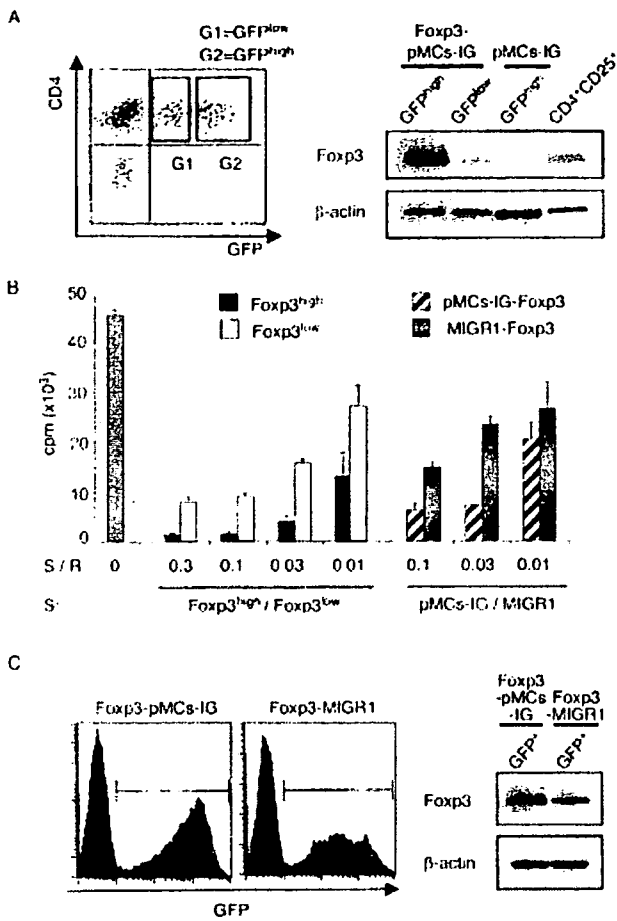 A
G1=GFPlow
G2=GFPhigh
CD4
G1 G2
GFP
Foxp3-
pMCs-IG pMCs-IG
GFPhigh GFPlow GFPhigh CD4+CD25+
Foxp3
β-actin
B
50
40
30
20
10
0
cpm (x10³)
Foxp3high
Foxp3low
pMCs-IG-Foxp3
MIGR1-Foxp3
S / R 0 0.3 0.1 0.03 0.01 0.1 0.03 0.01
S: Foxp3high / Foxp3low pMCs-IG / MIGR1
C
Foxp3-pMCs-IG Foxp3-MIGR1
GFP
Foxp3
-pMCs Foxp3
-IG -MIGR1
GFP+ GFP+
Foxp3
β-actin